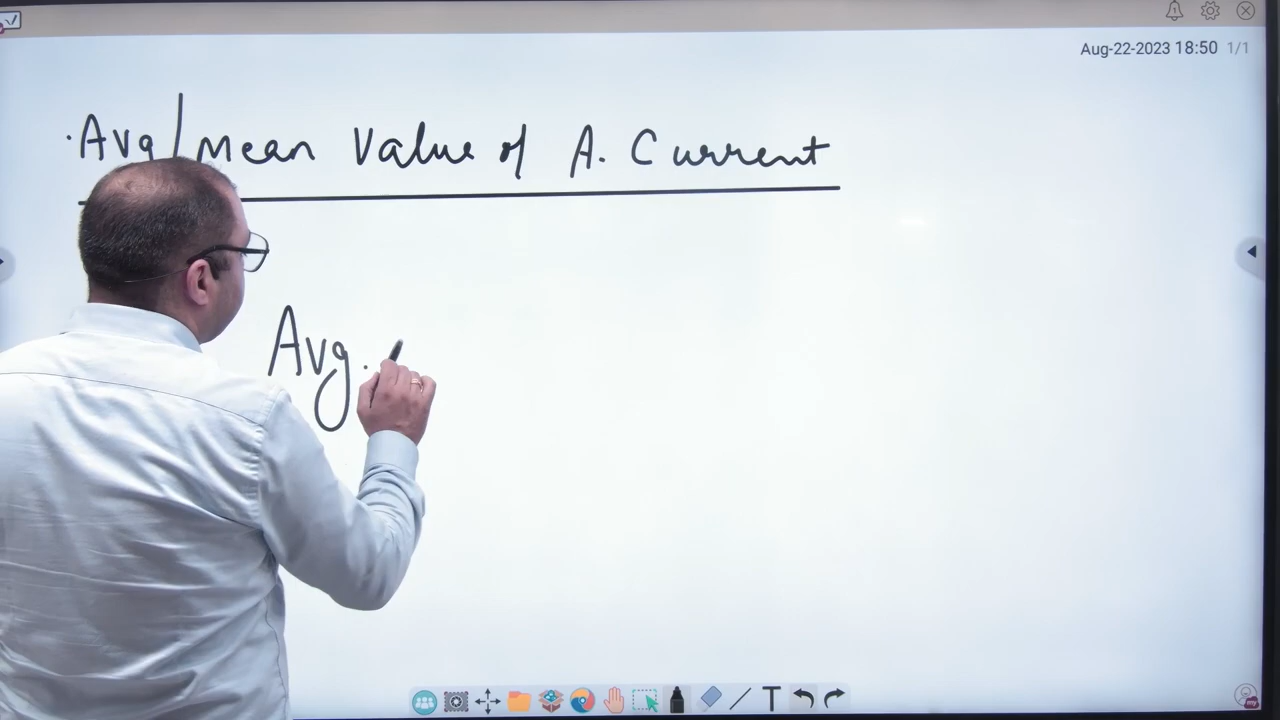 Aug-22-2023 18:50 1/1
Avg/Mean Value of A. Current
Avg.
T